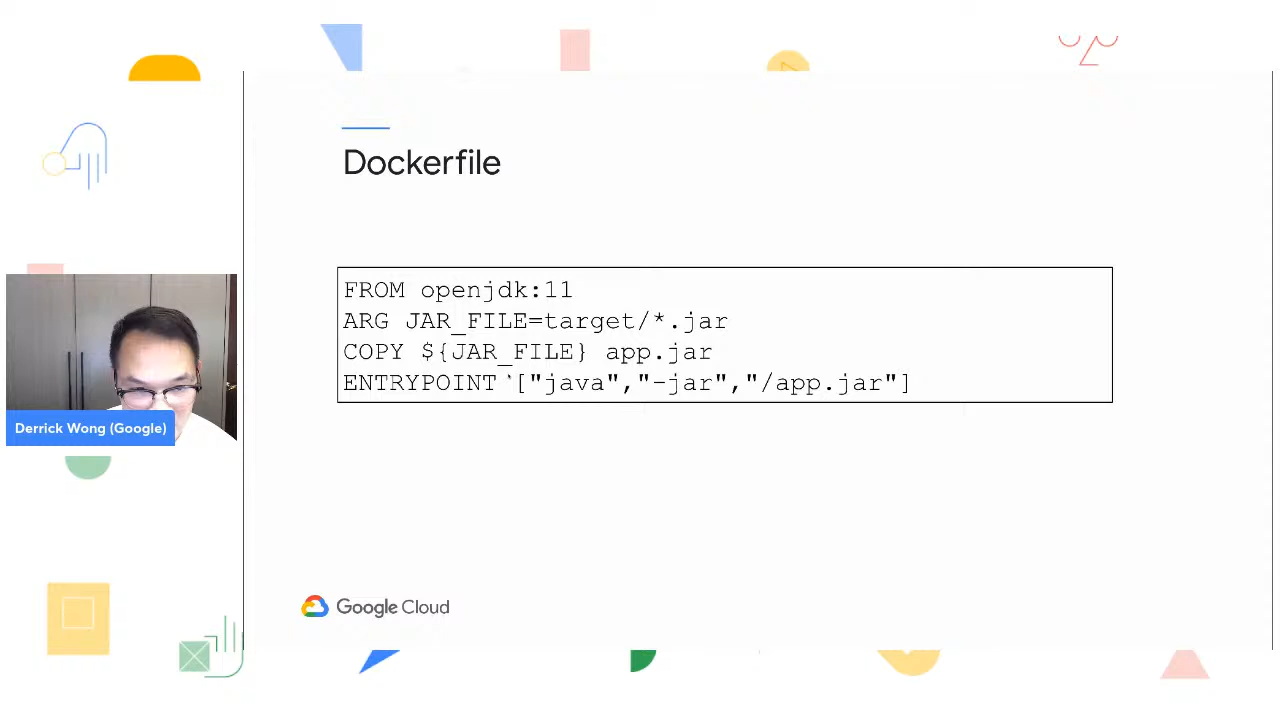 Dockerfile
FROM openjdk:11
ARG JAR_FILE=target/*.jar
COPY ${JAR_FILE} app.jar
ENTRYPOINT ["java","-jar","/app.jar"]
Derrick Wong (Google)
Google Cloud